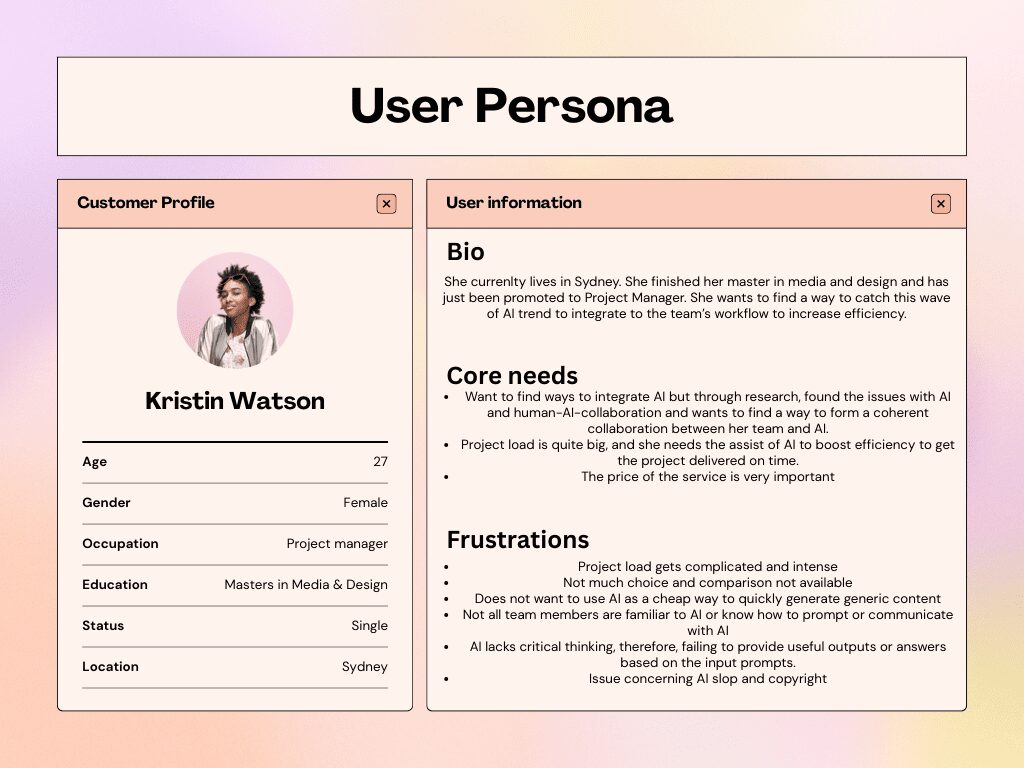 User Persona
Customer Profile
Kristin Watson
Age 27
Gender Female
Occupation Project manager
Education Masters in Media & Design
Status Single
Location Sydney
User information
Bio
She currenlty lives in Sydney. She finished her master in media and design and has
just been promoted to Project Manager. She wants to find a way to catch this wave
of AI trend to integrate to the team’s workflow to increase efficiency.
Core needs
• Want to find ways to integrate AI but through research, found the issues with AI
and human-AI-collaboration and wants to find a way to form a coherent
collaboration between her team and AI.
• Project load is quite big, and she needs the assist of AI to boost efficiency to get
the project delivered on time.
• The price of the service is very important
Frustrations
• Project load gets complicated and intense
• Not much choice and comparison not available
• Does not want to use AI as a cheap way to quickly generate generic content
• Not all team members are familiar to AI or know how to prompt or communicate
with AI
• AI lacks critical thinking, therefore, failing to provide useful outputs or answers
based on the input prompts.
• Issue concerning AI slop and copyright